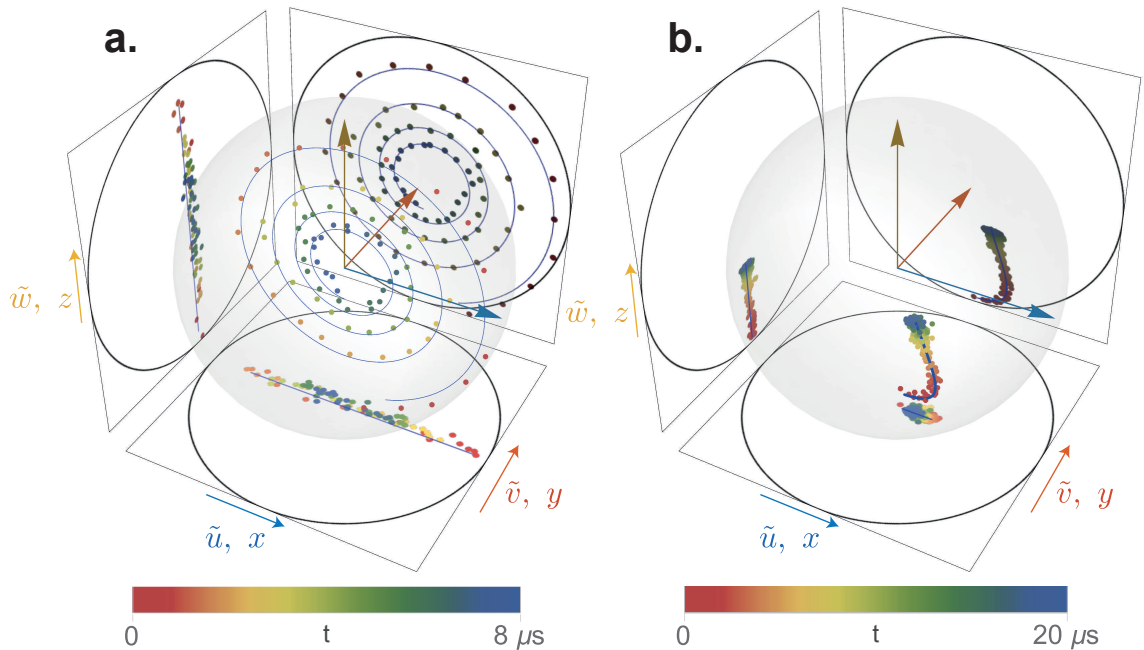 a.
b.
w̃, z
w̃, z
ṽ, y
ṽ, y
ũ, x
ũ, x
0 t 8 µs
0 t 20 µs